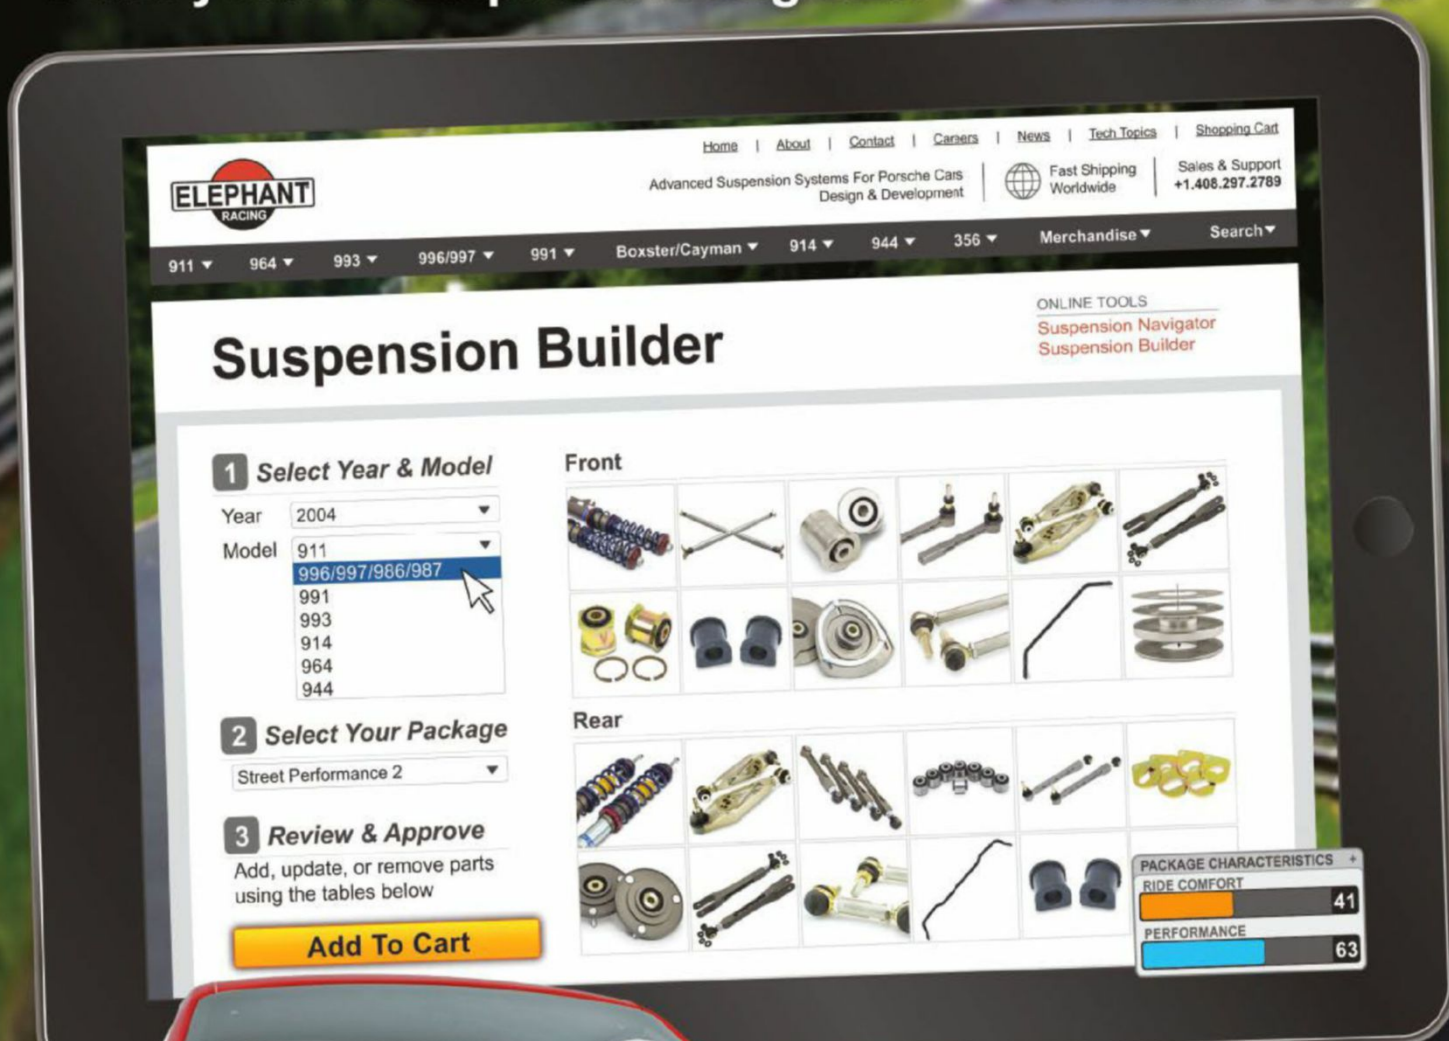 ELEPHANT
RACING
Home | About | Contact | Careers | News | Tech Topics | Shopping Cart
Advanced Suspension Systems For Porsche Cars
Design & Development
Fast Shipping
Worldwide
Sales & Support
+1.408.297.2789
911 ▼ 964 ▼ 993 ▼ 996/997 ▼ 991 ▼ Boxster/Cayman ▼ 914 ▼ 944 ▼ 356 ▼ Merchandise ▼ Search ▼
Suspension Builder
ONLINE TOOLS
Suspension Navigator
Suspension Builder
1 Select Year & Model
Year 2004
Model 911
996/997/986/987
991
993
914
964
944
2 Select Your Package
Street Performance 2
3 Review & Approve
Add, update, or remove parts
using the tables below
Add To Cart
Front
Rear
PACKAGE CHARACTERISTICS +
RIDE COMFORT
41
PERFORMANCE
63